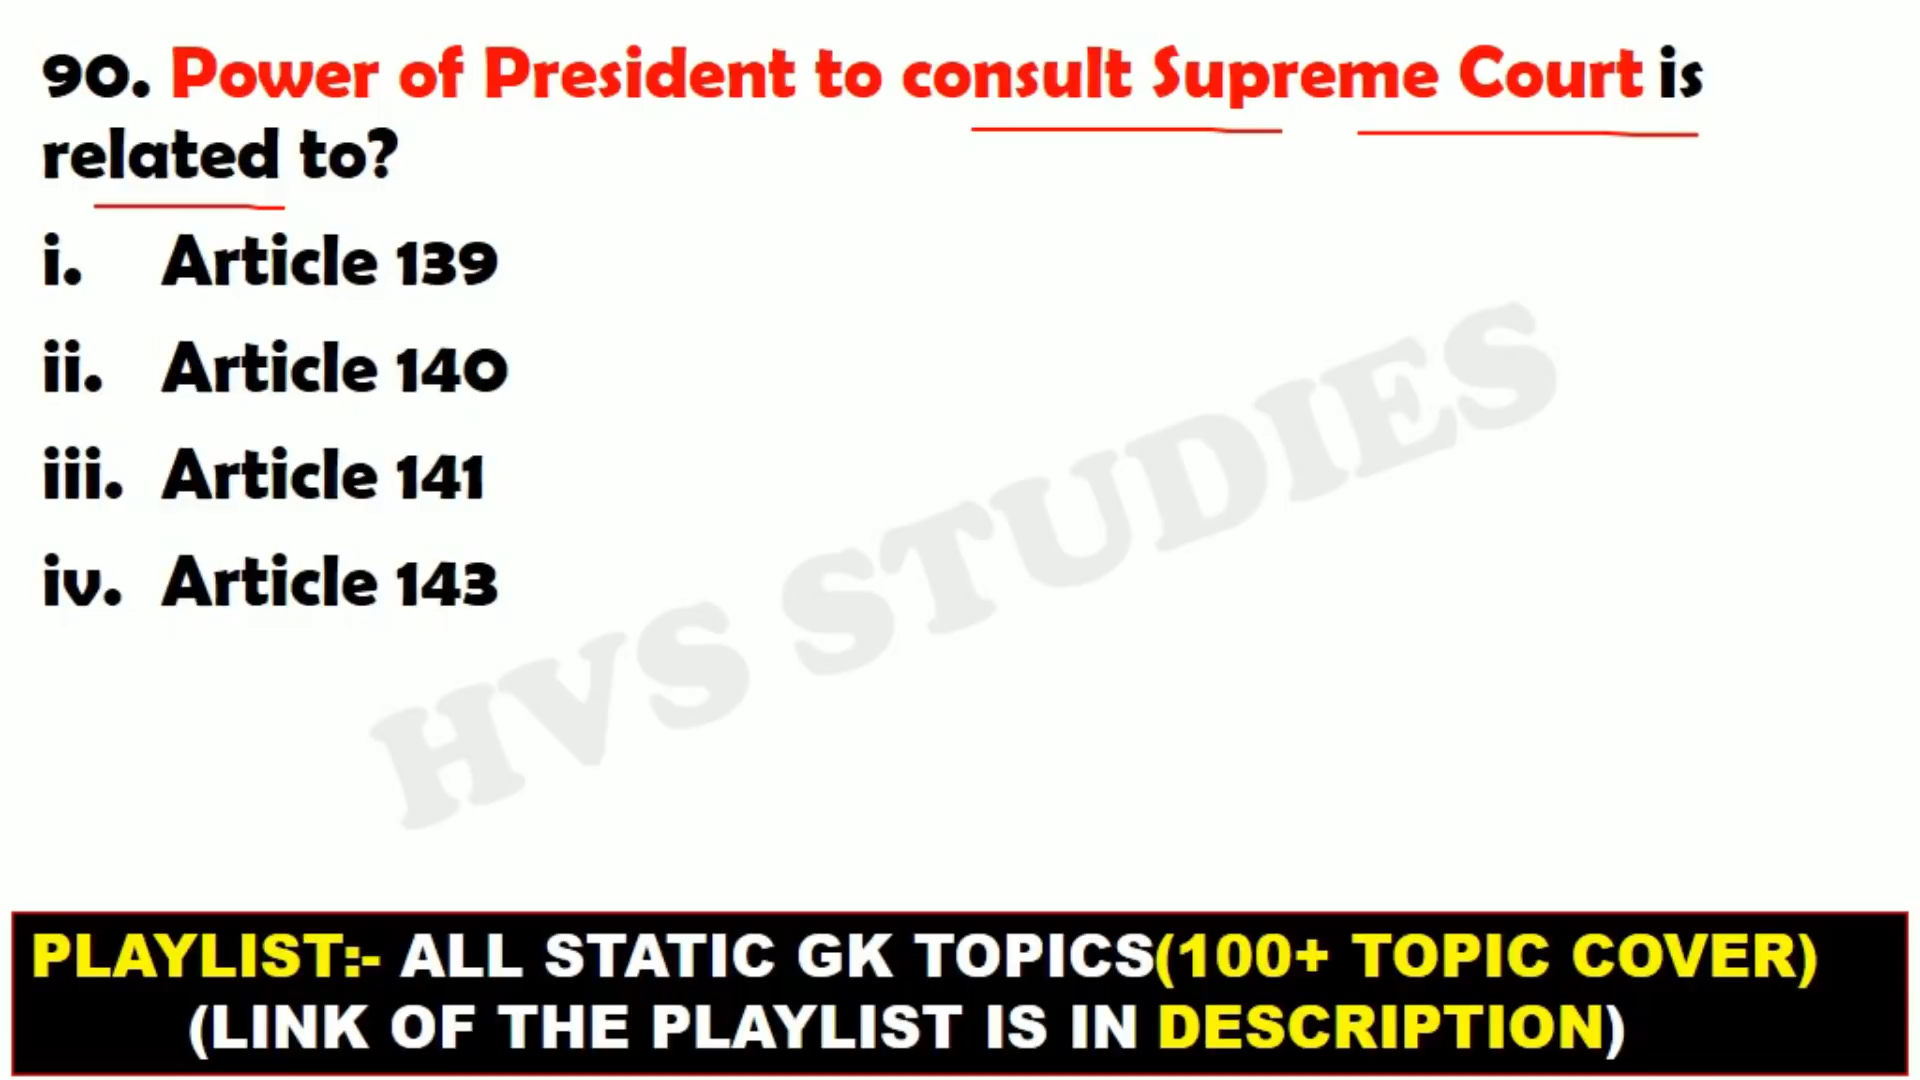 90. Power of President to consult Supreme Court is
related to?
i. Article 139
ii. Article 140
iii. Article 141
iv. Article 143
HVS STUDIES
PLAYLIST:- ALL STATIC GK TOPICS(100+ TOPIC COVER)
(LINK OF THE PLAYLIST IS IN DESCRIPTION)